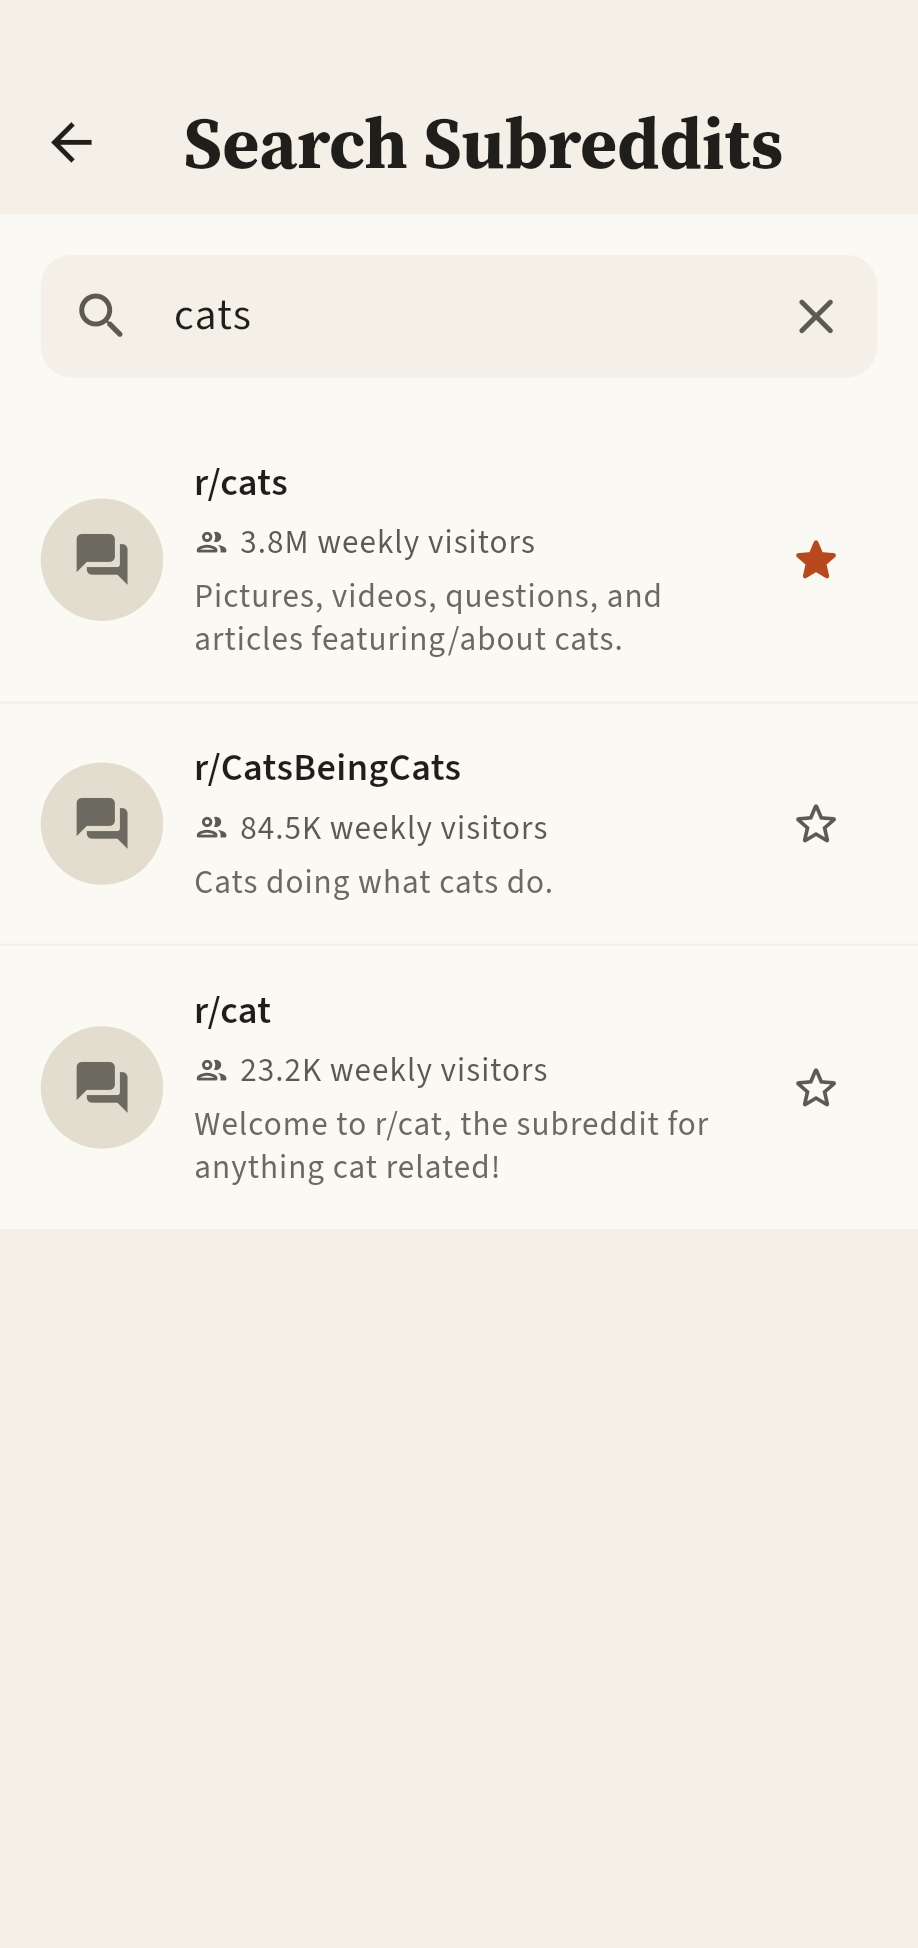 Search Subreddits
cats
r/cats
3.8M weekly visitors
Pictures, videos, questions, and
articles featuring/about cats.
r/CatsBeingCats
84.5K weekly visitors
Cats doing what cats do.
r/cat
23.2K weekly visitors
Welcome to r/cat, the subreddit for
anything cat related!